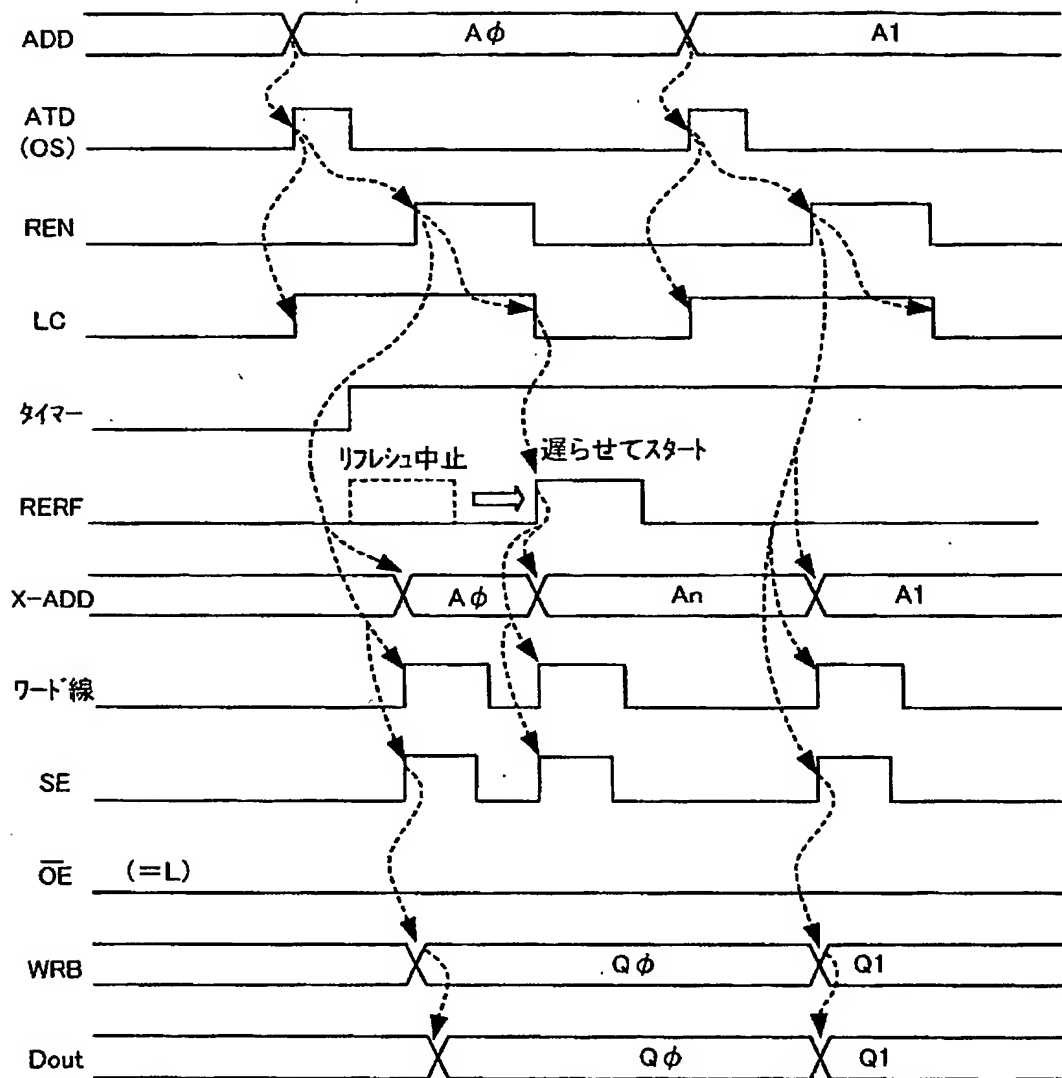 ADD
Aφ
A1
ATD
(OS)
REN
LC
タイマー
リフレシュ中止
遅らせてスタート
RERF
X-ADD
Aφ
An
A1
ワード線
SE
OE
(=L)
WRB
Qφ
Q1
Dout
Qφ
Q1